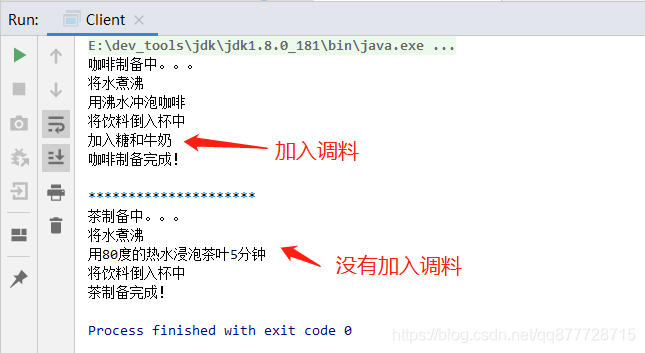 Run: Client
E:\dev_tools\jdk\jdk1.8.0_181\bin\java.exe ...
咖啡制备中。。。
将水煮沸
用沸水冲泡咖啡
将饮料倒入杯中
加入糖和牛奶
加入调料
咖啡制备完成!
*********************
茶制备中。。。
将水煮沸
用80度的热水浸泡茶叶5分钟
没有加入调料
将饮料倒入杯中
茶制备完成!
Process finished with exit code 0
https://blog.csdn.net/qq877728715